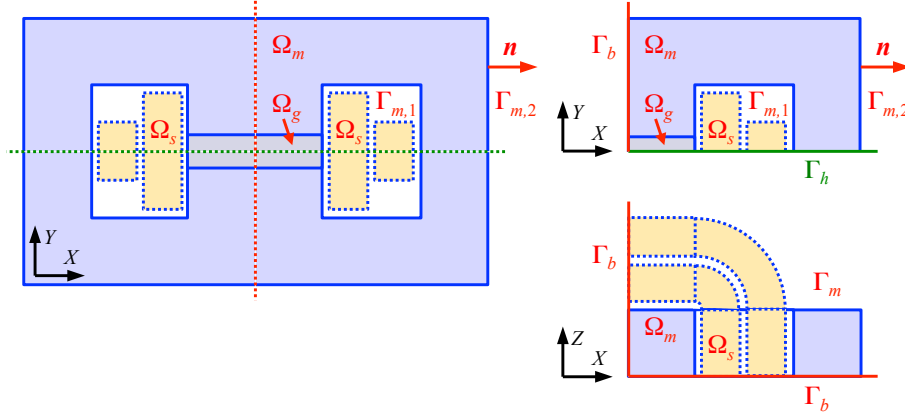 Ω_m
n
Ω_g
Γ_{m,1}
Γ_{m,2}
Ω_s
Ω_s
Y
X
Γ_b
Ω_m
n
Y
Ω_g
Γ_{m,1}
Γ_{m,2}
X
Ω_s
Γ_h
Γ_b
Γ_m
Z
Ω_m
Ω_s
X
Γ_b